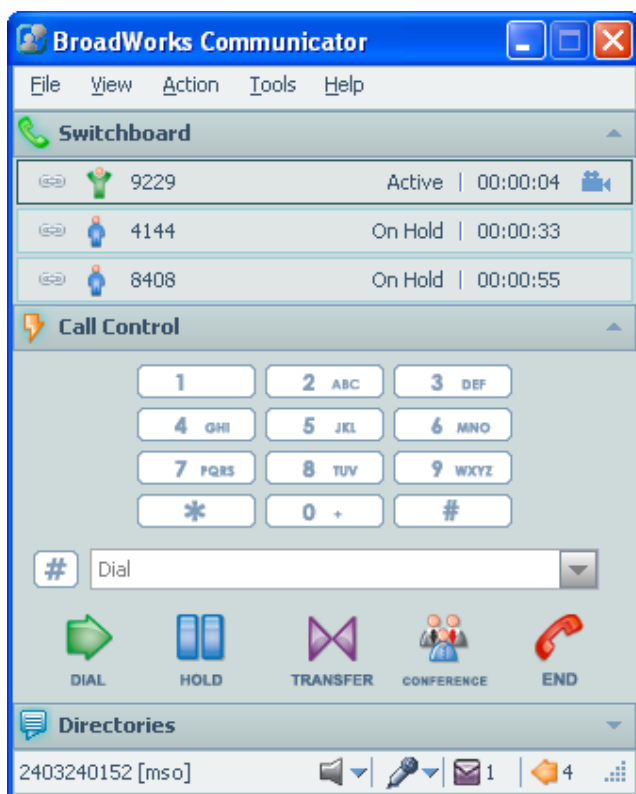 BroadWorks Communicator
File View Action Tools Help
Switchboard
9229 Active | 00:00:04
4144 On Hold | 00:00:33
8408 On Hold | 00:00:55
Call Control
1 2 ABC 3 DEF
4 GHI 5 JKL 6 MNO
7 PQRS 8 TUV 9 WXYZ
* 0 + #
# Dial
DIAL HOLD TRANSFER CONFERENCE END
Directories
2403240152 [mso] 1 4